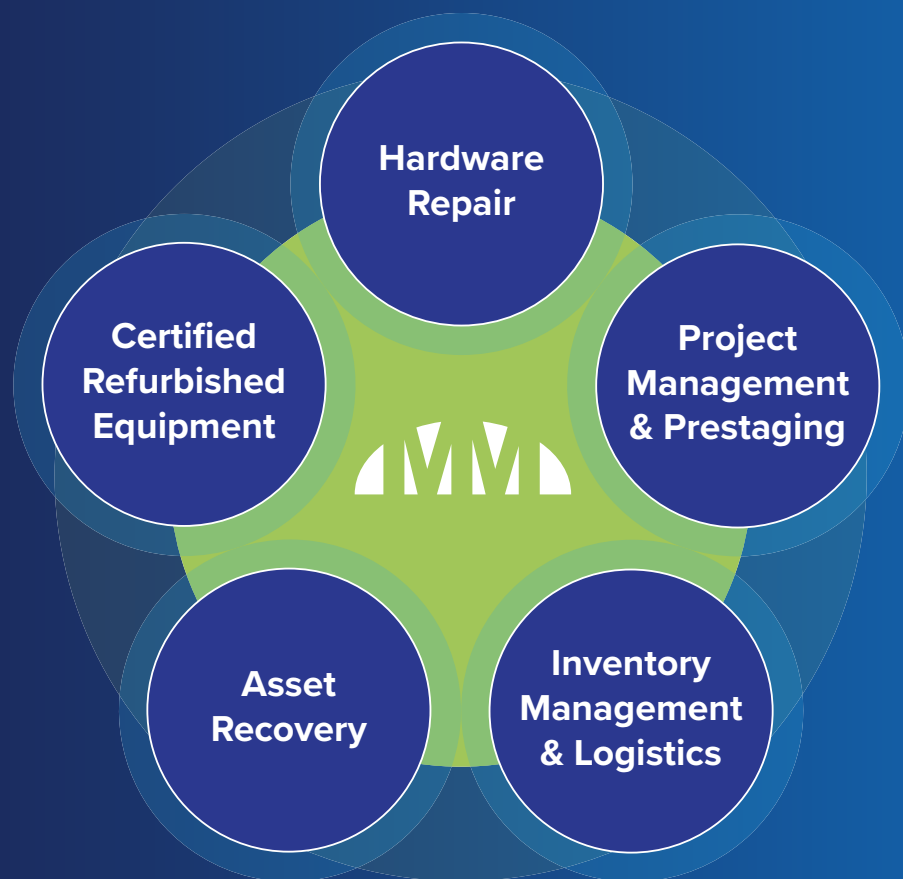 Hardware
Repair
Certified
Refurbished
Equipment
Project
Management
& Prestaging
Asset
Recovery
Inventory
Management
& Logistics